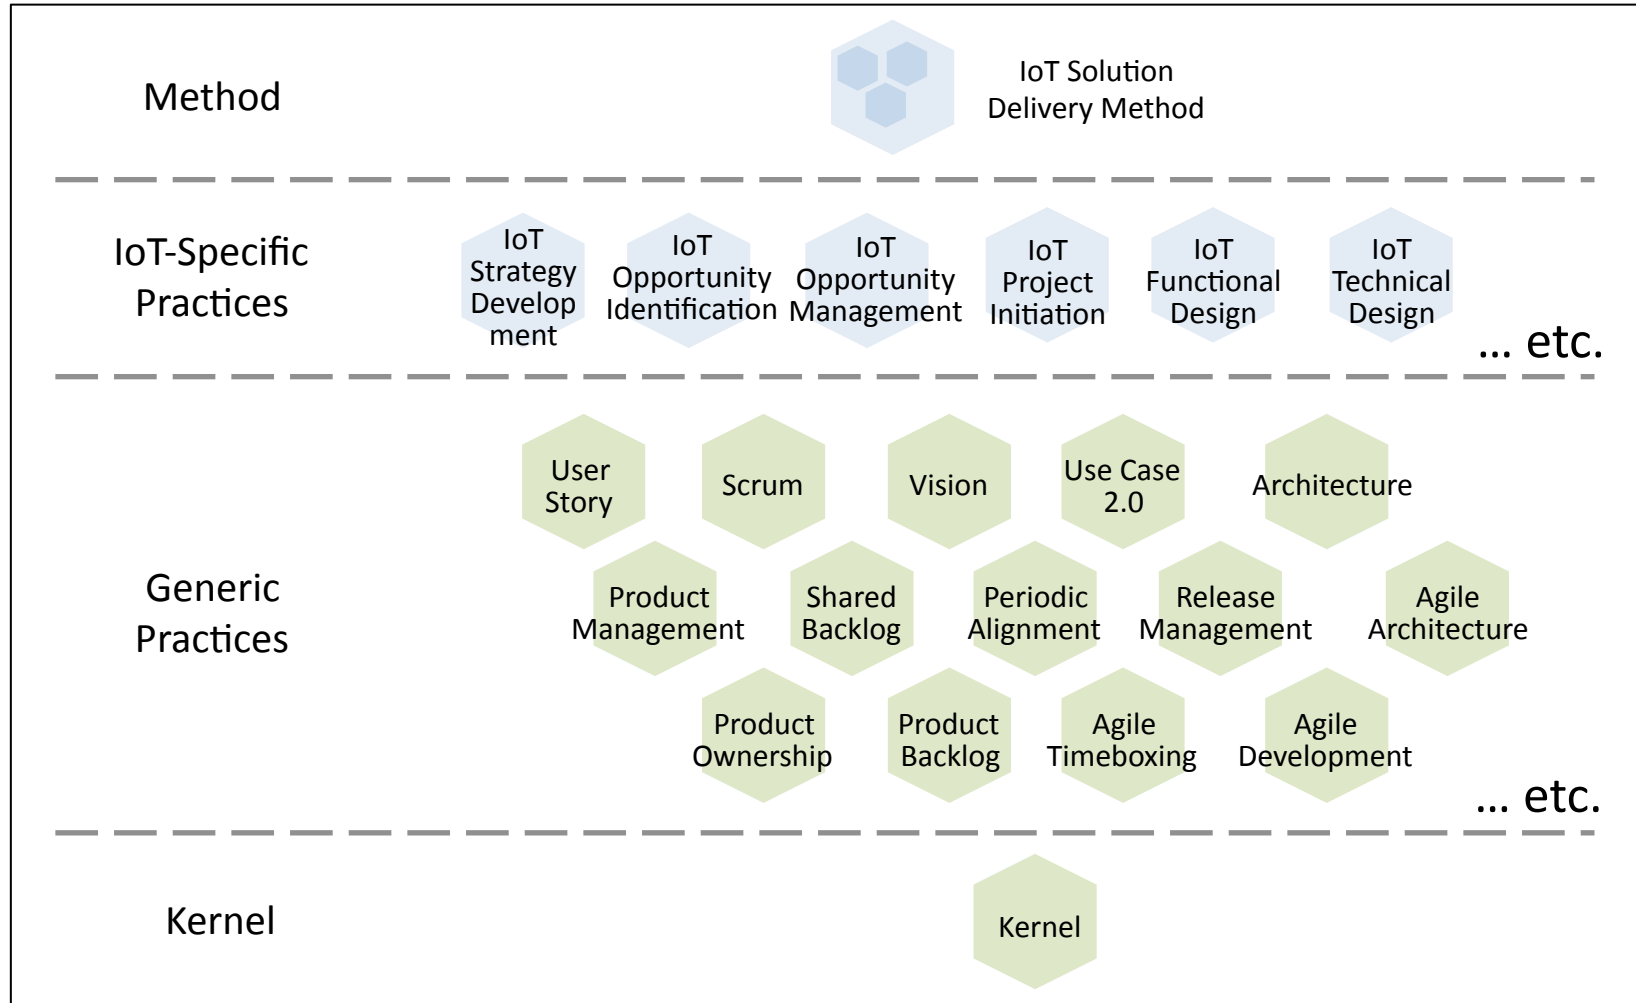 Method
IoT Solution
Delivery Method
IoT-Specific
Practices
IoT
Strategy
Develop
ment
IoT
Opportunity
Identification
IoT
Opportunity
Management
IoT
Project
Initiation
IoT
Functional
Design
IoT
Technical
Design
... etc.
Generic
Practices
User
Story
Scrum
Vision
Use Case
2.0
Architecture
Product
Management
Shared
Backlog
Periodic
Alignment
Release
Management
Agile
Architecture
Product
Ownership
Product
Backlog
Agile
Timeboxing
Agile
Development
... etc.
Kernel
Kernel